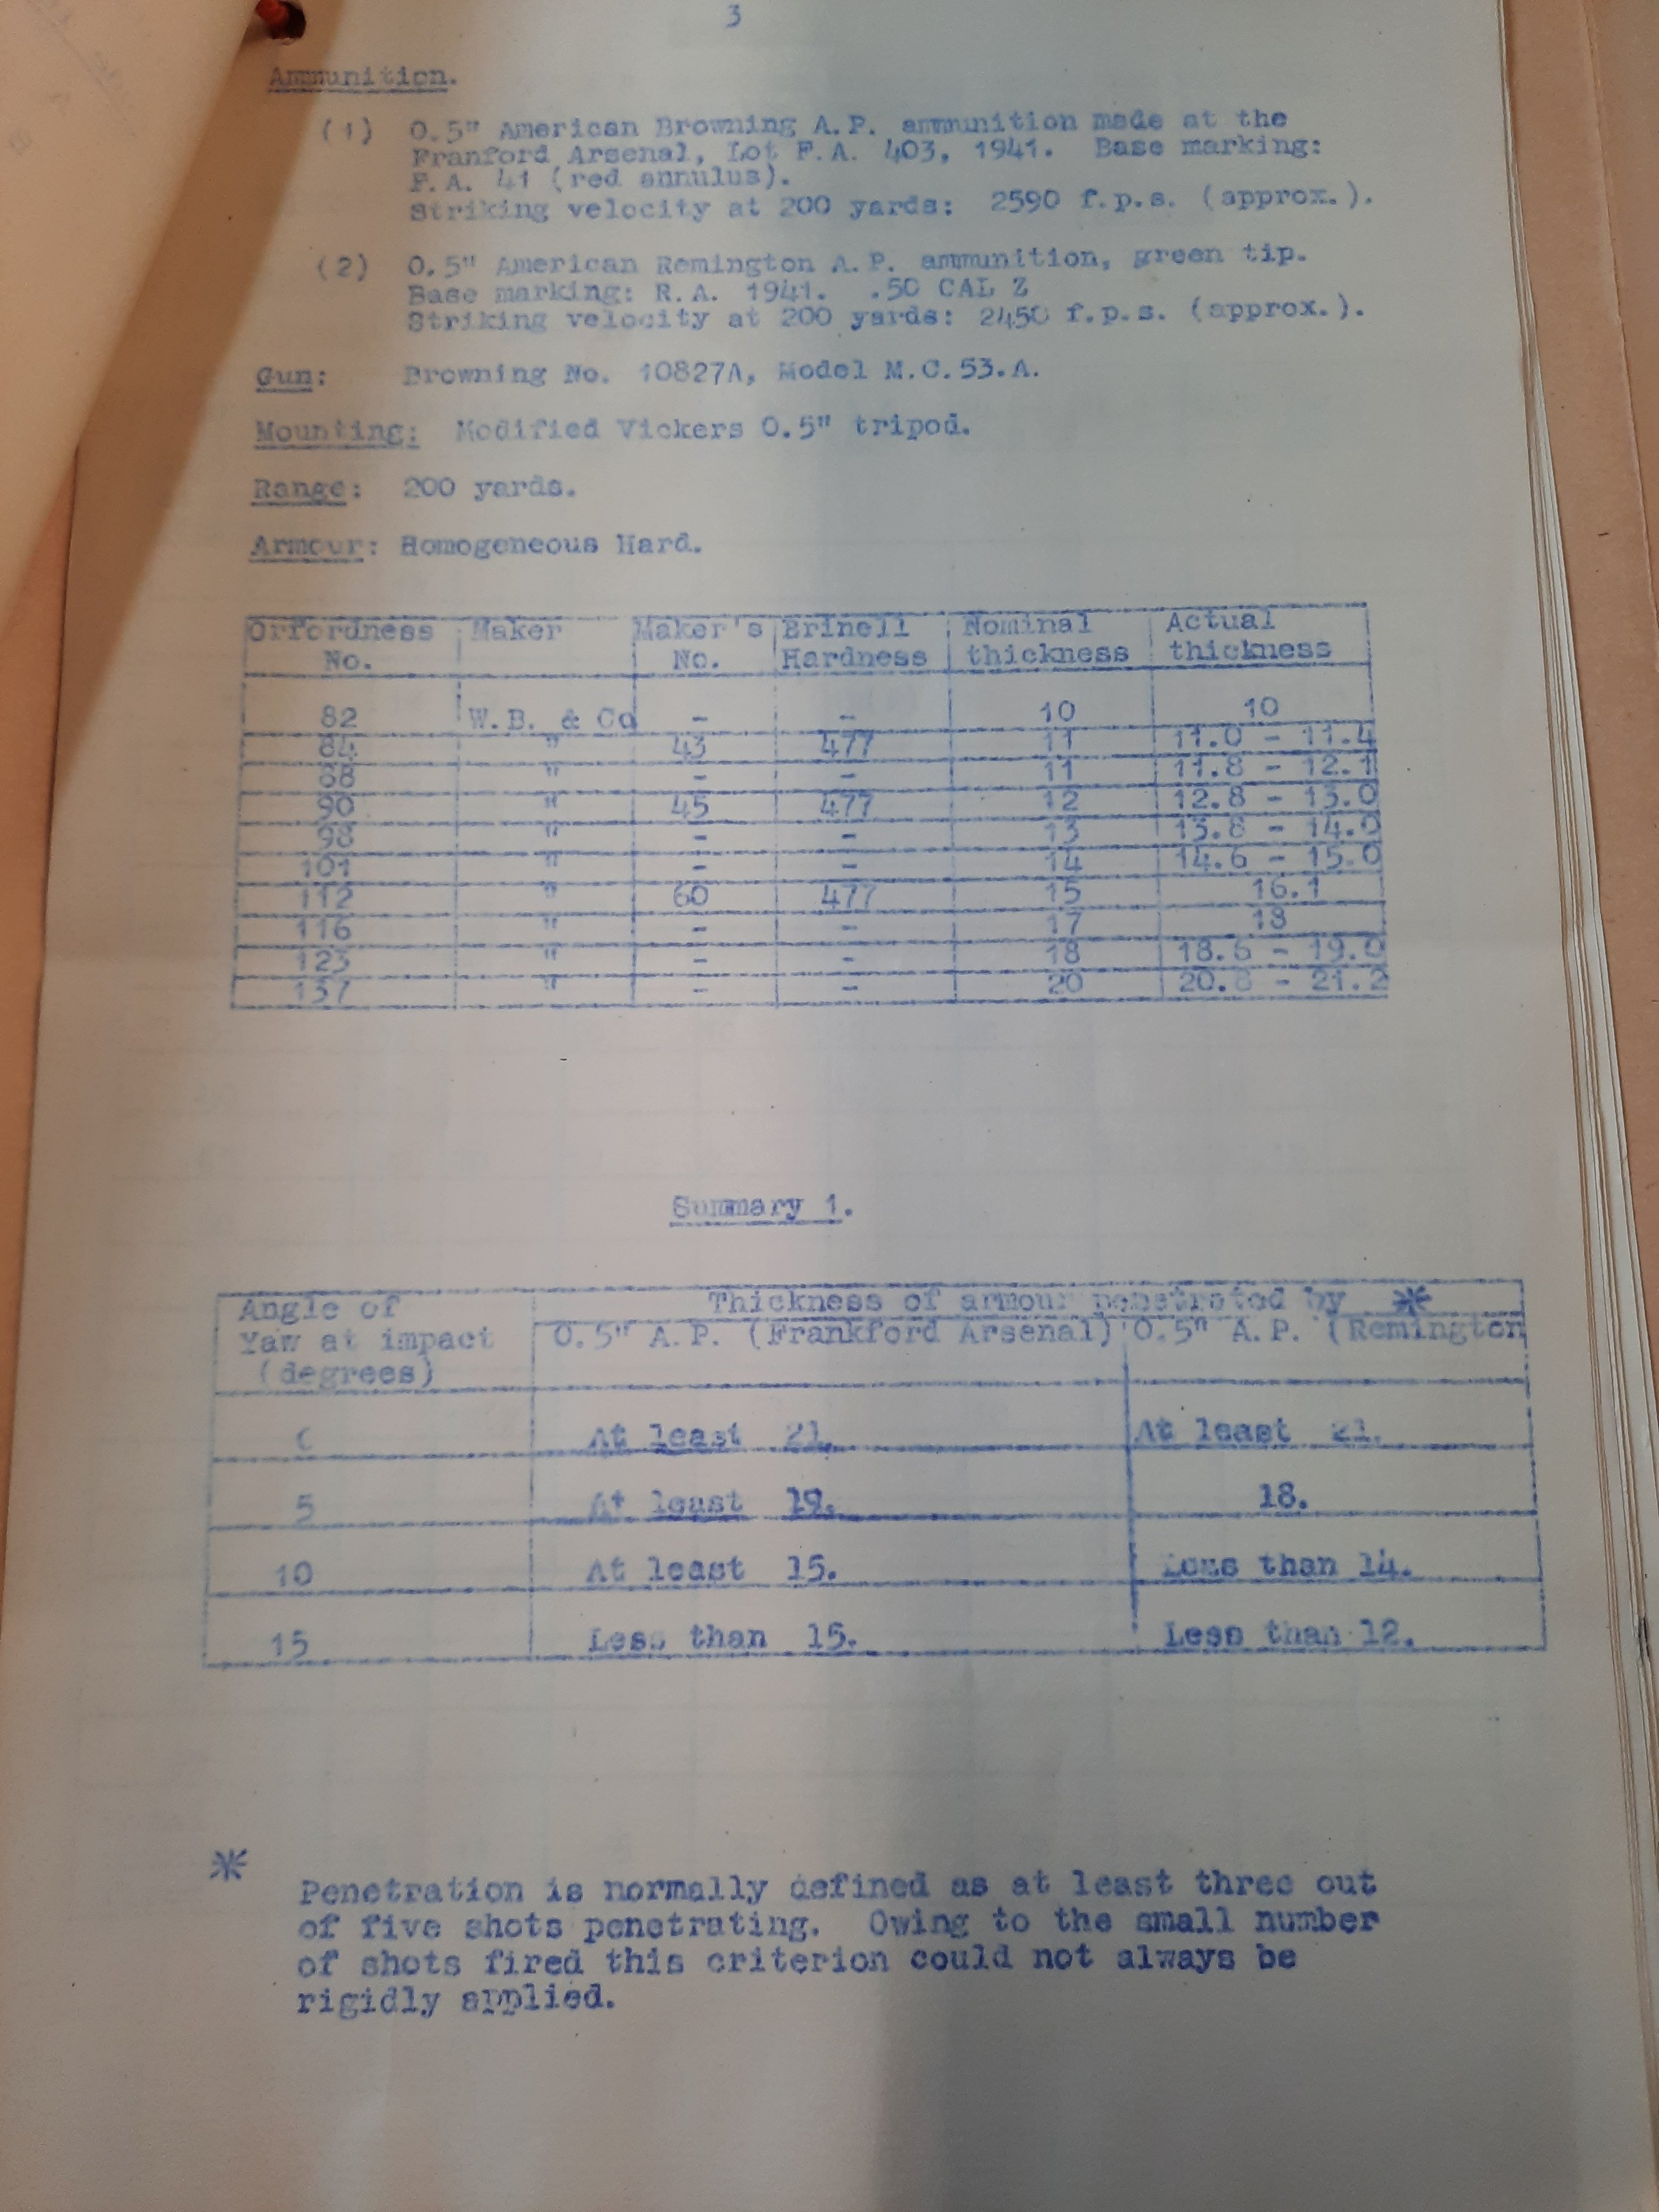 3
Ammunition.
(1) 0.5" American Browning A.P. ammunition made at the
Franford Arsenal, Lot F.A. 403, 1941. Base marking:
F.A. 41 (red annulus).
Striking velocity at 200 yards: 2590 f.p.s. (approx.).
(2) 0.5" American Remington A.P. ammunition, green tip.
Base marking: R.A. 1941. .50 CAL Z
Striking velocity at 200 yards: 2450 f.p.s. (approx.).
Gun: Browning No. 10827A, Model M.C.53.A.
Mounting: Modified Vickers 0.5" tripod.
Range: 200 yards.
Armour: Homogeneous Hard.
Orfordness Maker Maker's Brinell Nominal Actual
No. No. Hardness thickness thickness
82 W.B. & Co - - 10 10
84 " 43 477 11 11.0 - 11.4
88 " - - 11 11.8 - 12.1
90 " 45 477 12 12.8 - 13.0
98 " - - 13 13.8 - 14.0
101 " - - 14 14.6 - 15.0
112 " 60 477 15 16.1
116 " - - 17 18
123 " - - 18 18.6 - 19.0
137 " - - 20 20.8 - 21.2
Summary 1.
Angle of Thickness of armour penetrated by *
Yaw at impact 0.5" A.P. (Frankford Arsenal) 0.5" A.P. (Remington
(degrees)
At least 21. At least 21.
5 At least 19. 18.
10 At least 15. Less than 14.
15 Less than 15. Less than 12.
* Penetration is normally defined as at least three out
of five shots penetrating. Owing to the small number
of shots fired this criterion could not always be
rigidly applied.